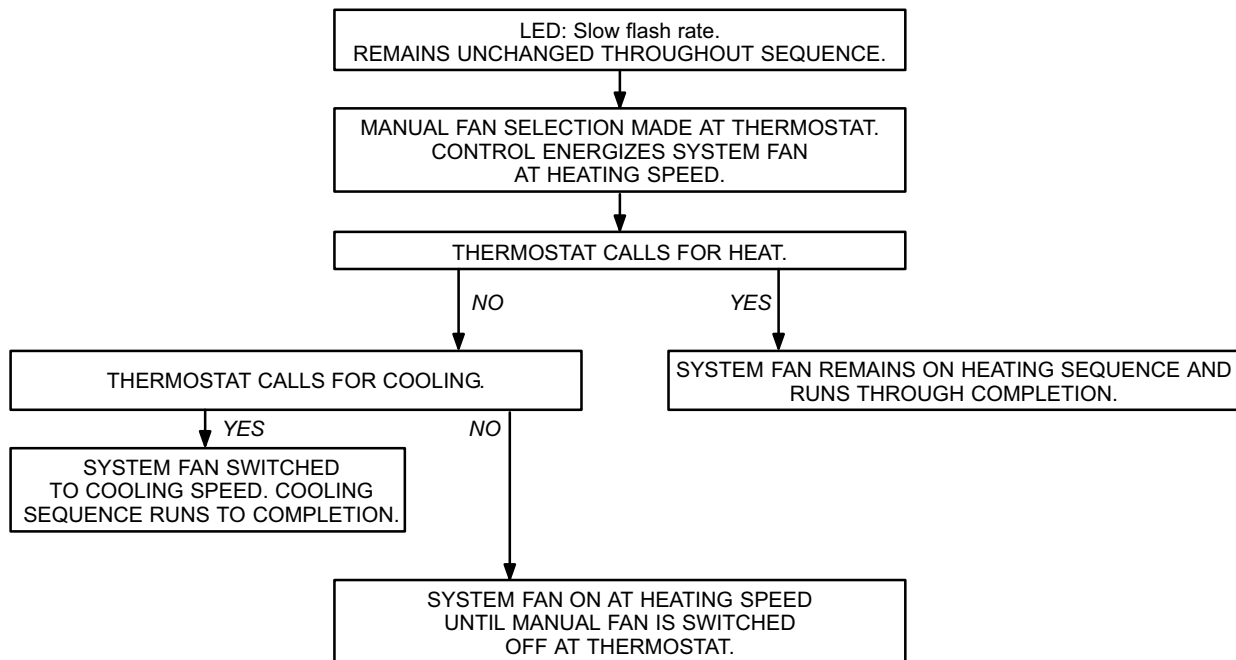 LED: Slow flash rate.
REMAINS UNCHANGED THROUGHOUT SEQUENCE.
MANUAL FAN SELECTION MADE AT THERMOSTAT.
CONTROL ENERGIZES SYSTEM FAN
AT HEATING SPEED.
THERMOSTAT CALLS FOR HEAT.
NO
YES
THERMOSTAT CALLS FOR COOLING.
SYSTEM FAN REMAINS ON HEATING SEQUENCE AND
RUNS THROUGH COMPLETION.
YES
NO
SYSTEM FAN SWITCHED
TO COOLING SPEED. COOLING
SEQUENCE RUNS TO COMPLETION.
SYSTEM FAN ON AT HEATING SPEED
UNTIL MANUAL FAN IS SWITCHED
OFF AT THERMOSTAT.